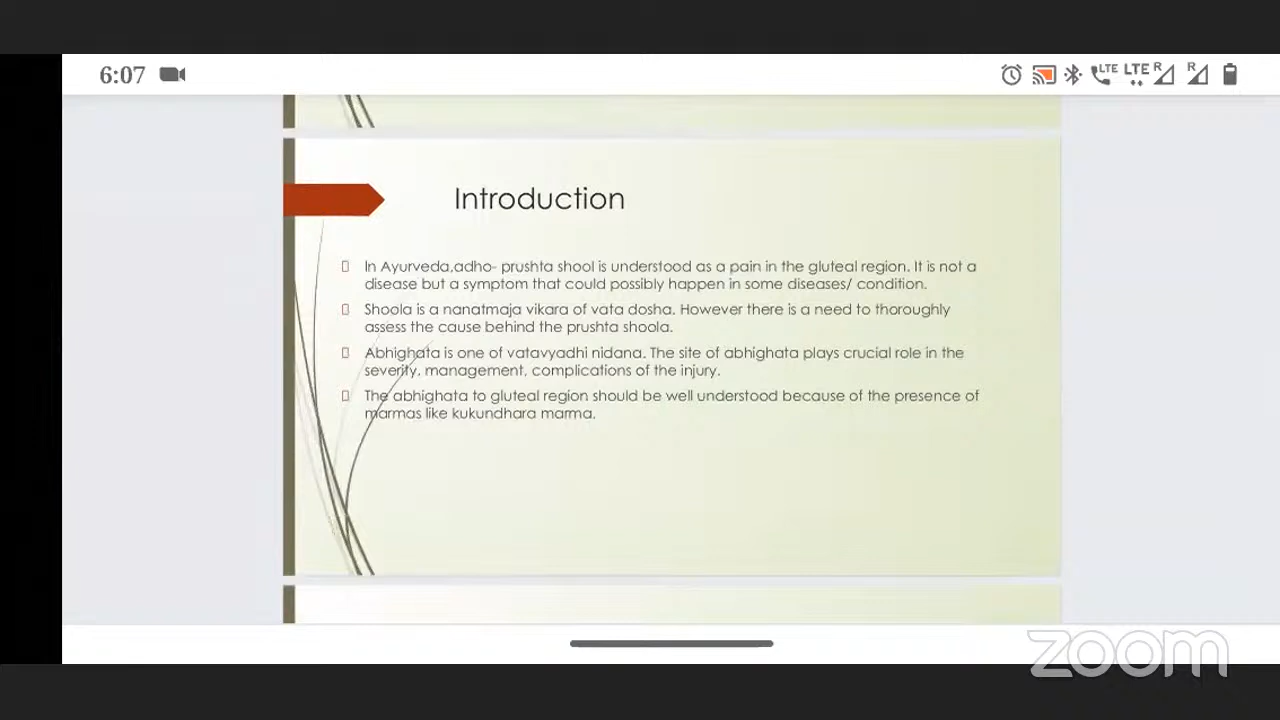 6:07
LTE LTE R R
Introduction
In Ayurveda,adho- prushta shool is understood as a pain in the gluteal region. It is not a
disease but a symptom that could possibly happen in some diseases/ condition.
Shoola is a nanatmaja vikara of vata dosha. However there is a need to thoroughly
assess the cause behind the prushta shoola.
Abhighata is one of vatavyadhi nidana. The site of abhighata plays crucial role in the
severity, management, complications of the injury.
The abhighata to gluteal region should be well understood because of the presence of
marmas like kukundhara marma.
zoom